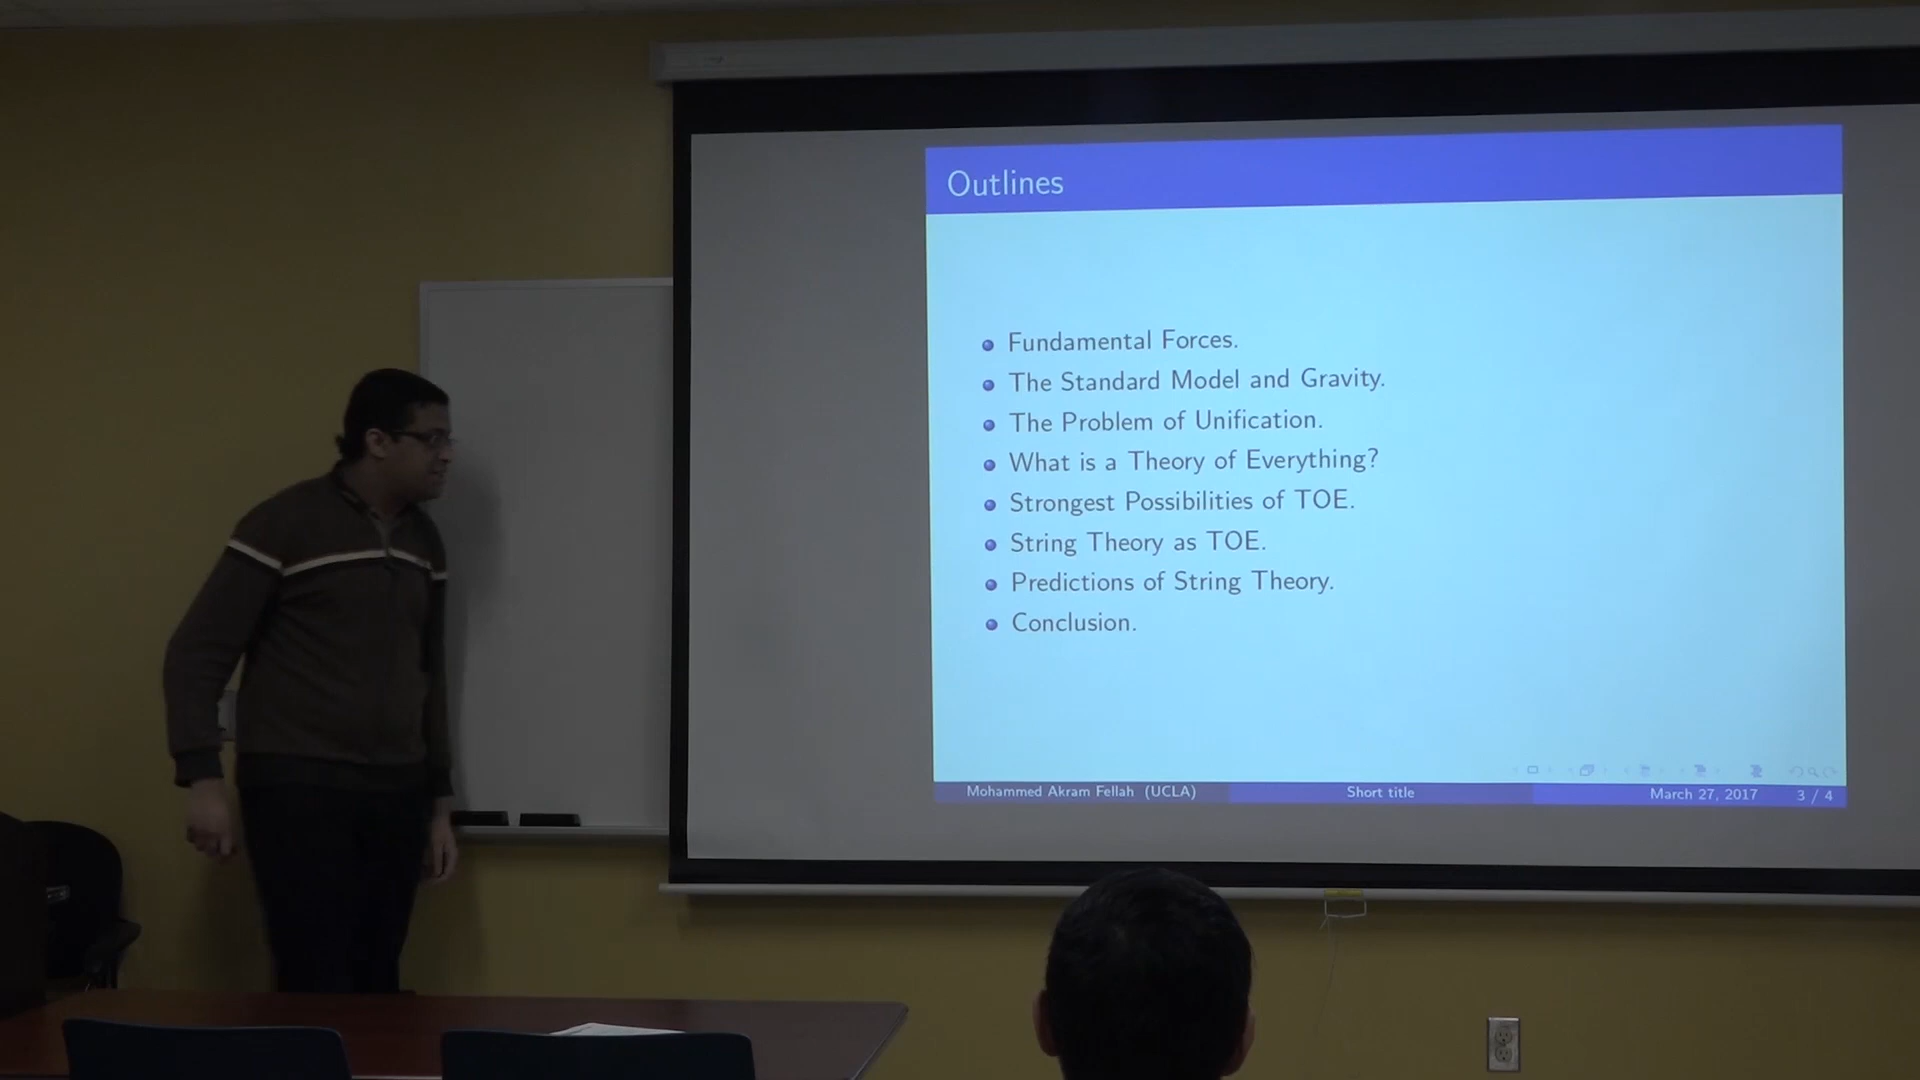 Outlines
Fundamental Forces.
The Standard Model and Gravity.
The Problem of Unification.
What is a Theory of Everything?
Strongest Possibilities of TOE.
String Theory as TOE.
Predictions of String Theory.
Conclusion.
Mohammed Akram Fellah (UCLA) Short title March 27, 2017 3 / 4